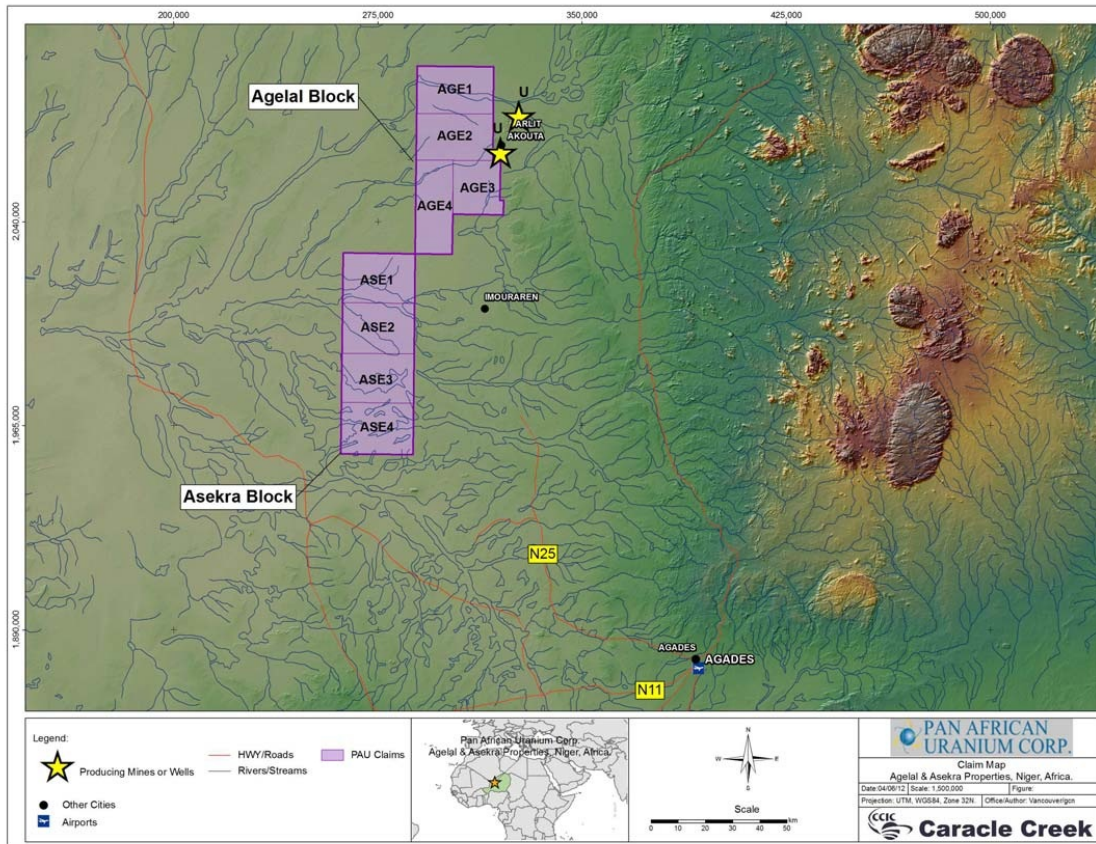 200,000 275,000 350,000 425,000 500,000
2,040,000
1,965,000
1,890,000
Agelal Block
AGE1
AGE2
AGE3
AGE4
U
ARLIT
U
AKOUTA
ASE1
ASE2
ASE3
ASE4
IMOURAREN
Asekra Block
N25
AGADES
AGADES
N11
Legend:
Producing Mines or Wells
Other Cities
Airports
HWY/Roads
Rivers/Streams
PAU Claims
Pan African Uranium Corp.
Agelal & Asekra Properties, Niger, Africa.
N
W E
S
Scale
km
0 10 20 30 40 50
PAN AFRICAN
URANIUM CORP.
Claim Map
Agelal & Asekra Properties, Niger, Africa.
Date:04/06/12 Scale: 1,500,000 Figure:
Projection: UTM, WGS84, Zone 32N. Office/Author: Vancouver/gcn
CCIC Caracle Creek